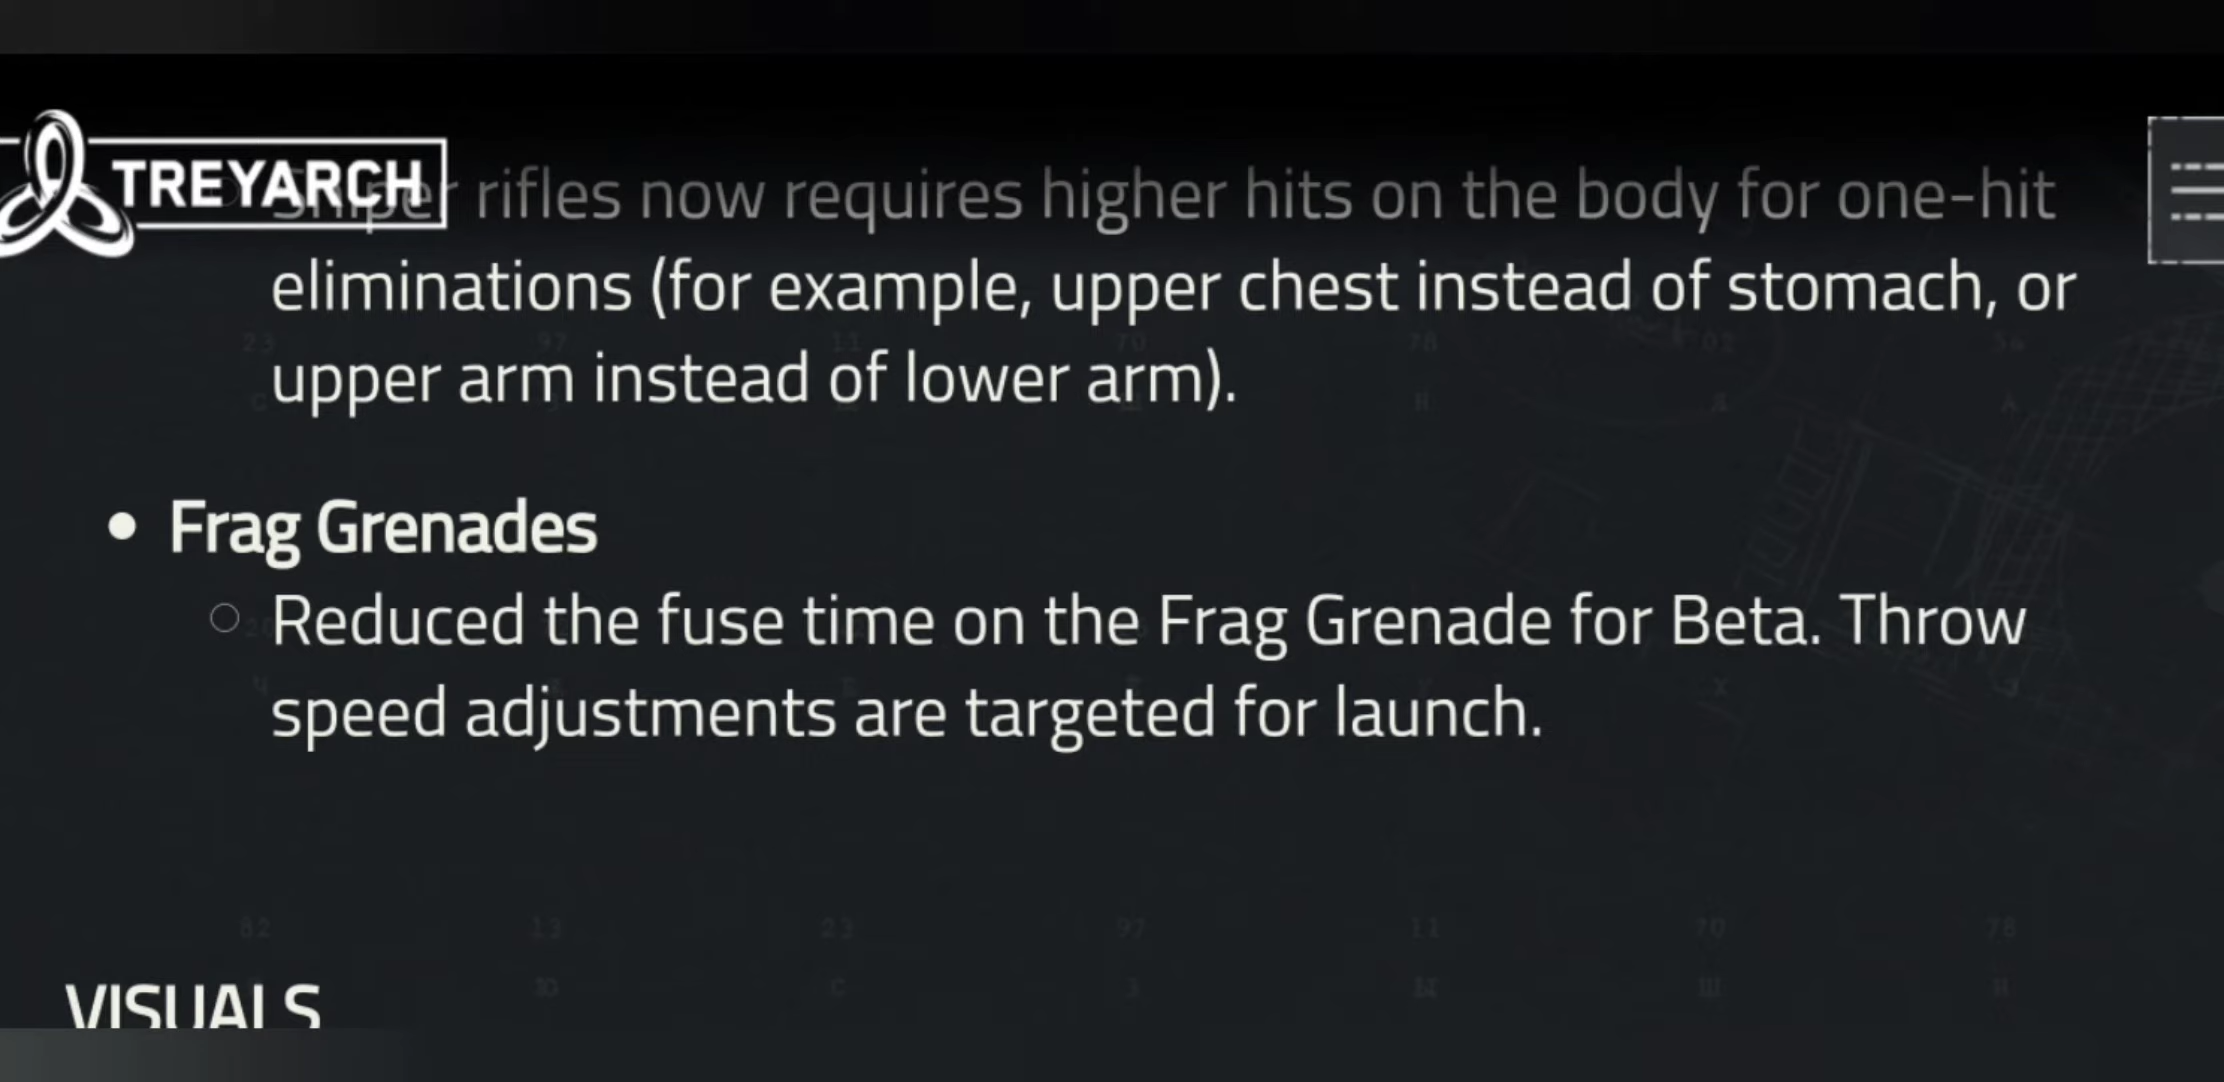 TREYARCH
Sniper rifles now requires higher hits on the body for one-hit
eliminations (for example, upper chest instead of stomach, or
upper arm instead of lower arm).
Frag Grenades
Reduced the fuse time on the Frag Grenade for Beta. Throw
speed adjustments are targeted for launch.
VISUALS